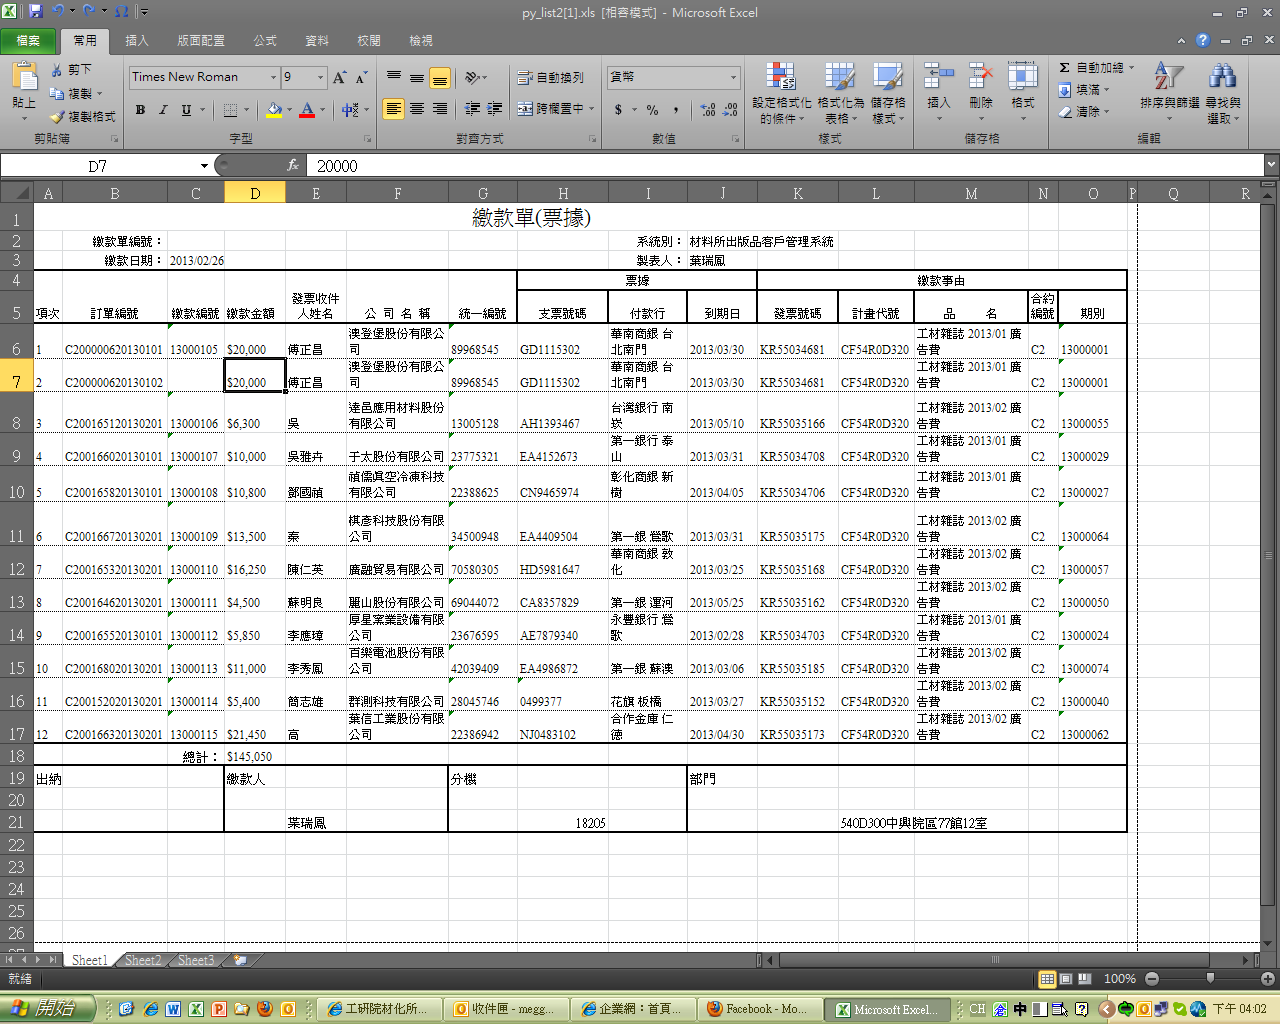 py_list2[1].xls [相容模式] - Microsoft Excel
檔案 常用 插入 版面配置 公式 資料 校閱 檢視
貼上 剪下 複製 複製格式 剪貼簿
Times New Roman 9 B I U A 字型
自動換列 跨欄置中 對齊方式
貨幣 $ % , 數值
設定格式化的條件 格式化為表格 儲存格樣式 樣式
插入 刪除 格式 儲存格
Σ 自動加總 填滿 清除 排序與篩選 尋找與選取 編輯
D7 fx 20000
A B C D E F G H I J K L M N O P Q R
1 繳款單(票據)
2 繳款單編號： 系統別： 材料所出版品客戶管理系統
3 繳款日期： 2013/02/26 製表人： 葉瑞鳳
4 票據 繳款事由
5 項次 訂單編號 繳款編號 繳款金額 發票收件人姓名 公 司 名 稱 統一編號 支票號碼 付款行 到期日 發票號碼 計畫代號 品 名 合約編號 期別
6 1 C200000620130101 13000105 $20,000 傅正昌 澳登堡股份有限公司 89968545 GD1115302 華南商銀 台北南門 2013/03/30 KR55034681 CF54R0D320 工材雜誌 2013/01 廣告費 C2 13000001
7 2 C200000620130102 $20,000 傅正昌 澳登堡股份有限公司 89968545 GD1115302 華南商銀 台北南門 2013/03/30 KR55034681 CF54R0D320 工材雜誌 2013/01 廣告費 C2 13000001
8 3 C200165120130201 13000106 $6,300 吳 達邑應用材料股份有限公司 13005128 AH1393467 台灣銀行 南崁 2013/05/10 KR55035166 CF54R0D320 工材雜誌 2013/02 廣告費 C2 13000055
9 4 C200166020130101 13000107 $10,000 吳雅卉 于太股份有限公司 23775321 EA4152673 第一銀行 泰山 2013/03/31 KR55034708 CF54R0D320 工材雜誌 2013/01 廣告費 C2 13000029
10 5 C200165820130101 13000108 $10,800 鄧國禎 禎儒真空冷凍科技有限公司 22388625 CN9465974 彰化商銀 新樹 2013/04/05 KR55034706 CF54R0D320 工材雜誌 2013/01 廣告費 C2 13000027
11 6 C200166720130201 13000109 $13,500 秦 棋彥科技股份有限公司 34500948 EA4409504 第一銀 鶯歌 2013/03/31 KR55035175 CF54R0D320 工材雜誌 2013/02 廣告費 C2 13000064
12 7 C200165320130201 13000110 $16,250 陳仁英 廣融貿易有限公司 70580305 HD5981647 華南商銀 敦化 2013/03/25 KR55035168 CF54R0D320 工材雜誌 2013/02 廣告費 C2 13000057
13 8 C200164620130201 13000111 $4,500 蘇明良 麗山股份有限公司 69044072 CA8357829 第一銀 運河 2013/05/25 KR55035162 CF54R0D320 工材雜誌 2013/02 廣告費 C2 13000050
14 9 C200165520130101 13000112 $5,850 李應璋 厚星窯業設備有限公司 23676595 AE7879340 永豐銀行 鶯歌 2013/02/28 KR55034703 CF54R0D320 工材雜誌 2013/01 廣告費 C2 13000024
15 10 C200168020130201 13000113 $11,000 李秀鳳 百樂電池股份有限公司 42039409 EA4986872 第一銀 蘇澳 2013/03/06 KR55035185 CF54R0D320 工材雜誌 2013/02 廣告費 C2 13000074
16 11 C200152020130201 13000114 $5,400 簡志雄 群測科技有限公司 28045746 0499377 花旗 板橋 2013/03/27 KR55035152 CF54R0D320 工材雜誌 2013/02 廣告費 C2 13000040
17 12 C200166320130201 13000115 $21,450 高 葉信工業股份有限公司 22386942 NJ0483102 合作金庫 仁德 2013/04/30 KR55035173 CF54R0D320 工材雜誌 2013/02 廣告費 C2 13000062
18 總計： $145,050
19 出納 繳款人 分機 部門
20
21 葉瑞鳳 18205 540D300中興院區77館12室
22
23
24
25
26
Sheet1 Sheet2 Sheet3
就緒 100%
開始 工研院材化所... 收件匣 - megg... 企業網：首頁... Facebook - Mo... Microsoft Excel... CH 中 下午 04:02